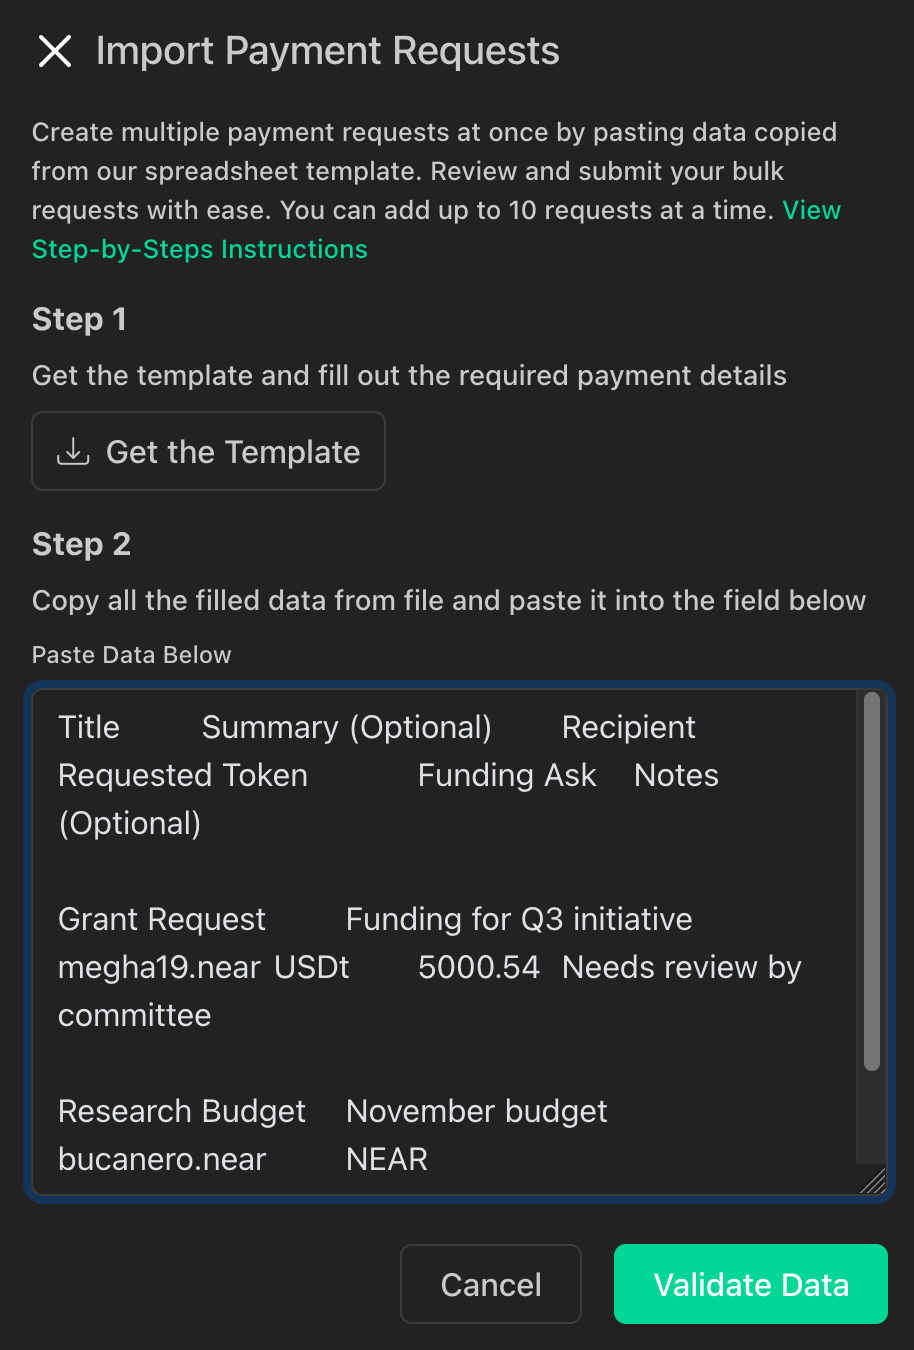 Import Payment Requests
Create multiple payment requests at once by pasting data copied
from our spreadsheet template. Review and submit your bulk
requests with ease. You can add up to 10 requests at a time. View
Step-by-Steps Instructions
Step 1
Get the template and fill out the required payment details
Get the Template
Step 2
Copy all the filled data from file and paste it into the field below
Paste Data Below
Title Summary (Optional) Recipient
Requested Token Funding Ask Notes
(Optional)
Grant Request Funding for Q3 initiative
megha19.near USDt 5000.54 Needs review by
committee
Research Budget November budget
bucanero.near NEAR
Cancel Validate Data